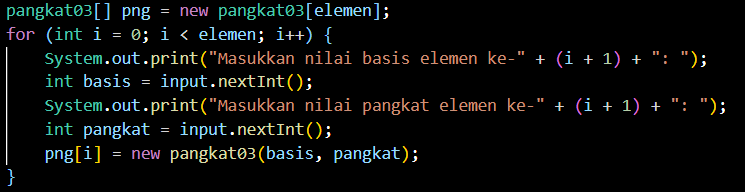 pangkat03[] png = new pangkat03[elemen];
for (int i = 0; i < elemen; i++) {
    System.out.print("Masukkan nilai basis elemen ke-" + (i + 1) + ": ");
    int basis = input.nextInt();
    System.out.print("Masukkan nilai pangkat elemen ke-" + (i + 1) + ": ");
    int pangkat = input.nextInt();
    png[i] = new pangkat03(basis, pangkat);
}